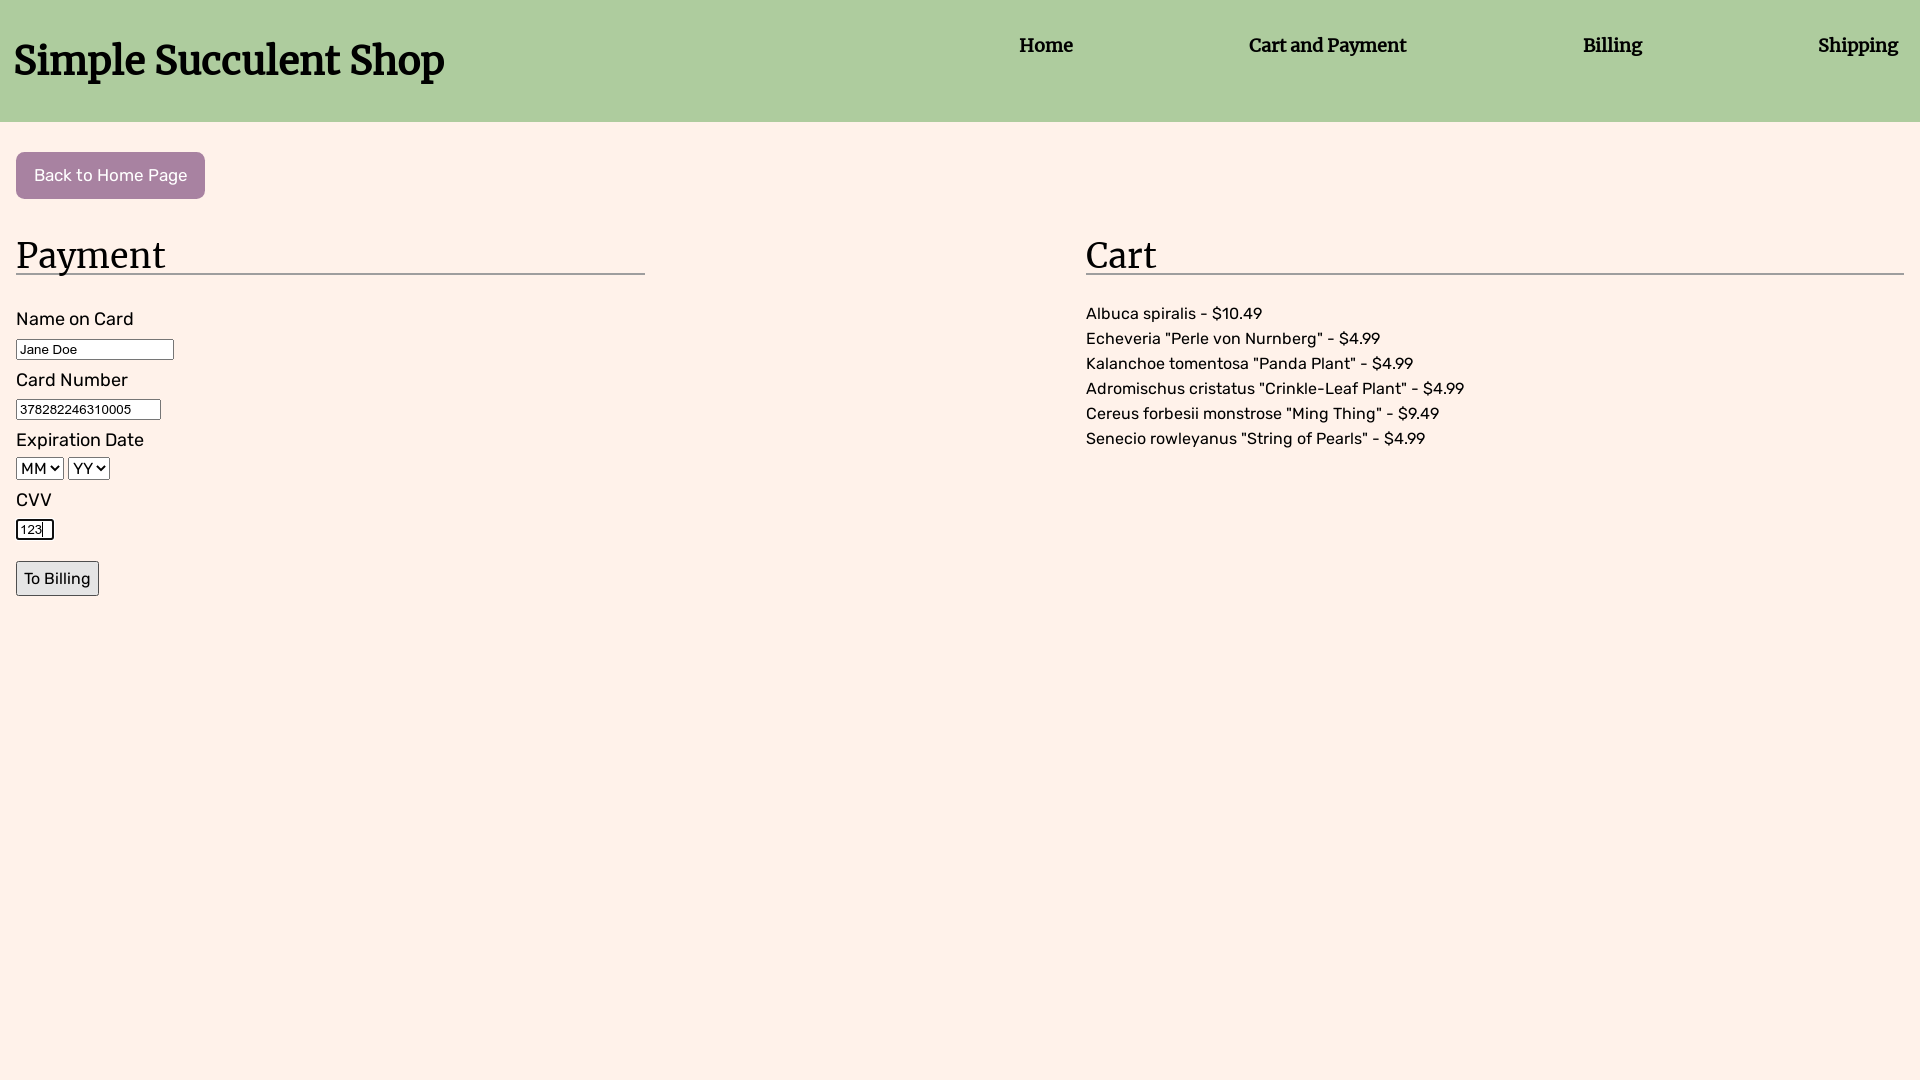 Simple Succulent Shop
Home
Cart and Payment
Billing
Shipping
Back to Home Page
Payment
Name on Card
Jane Doe
Card Number
378282246310005
Expiration Date
MM YY
CVV
123
To Billing
Cart
Albuca spiralis - $10.49
Echeveria "Perle von Nurnberg" - $4.99
Kalanchoe tomentosa "Panda Plant" - $4.99
Adromischus cristatus "Crinkle-Leaf Plant" - $4.99
Cereus forbesii monstrose "Ming Thing" - $9.49
Senecio rowleyanus "String of Pearls" - $4.99